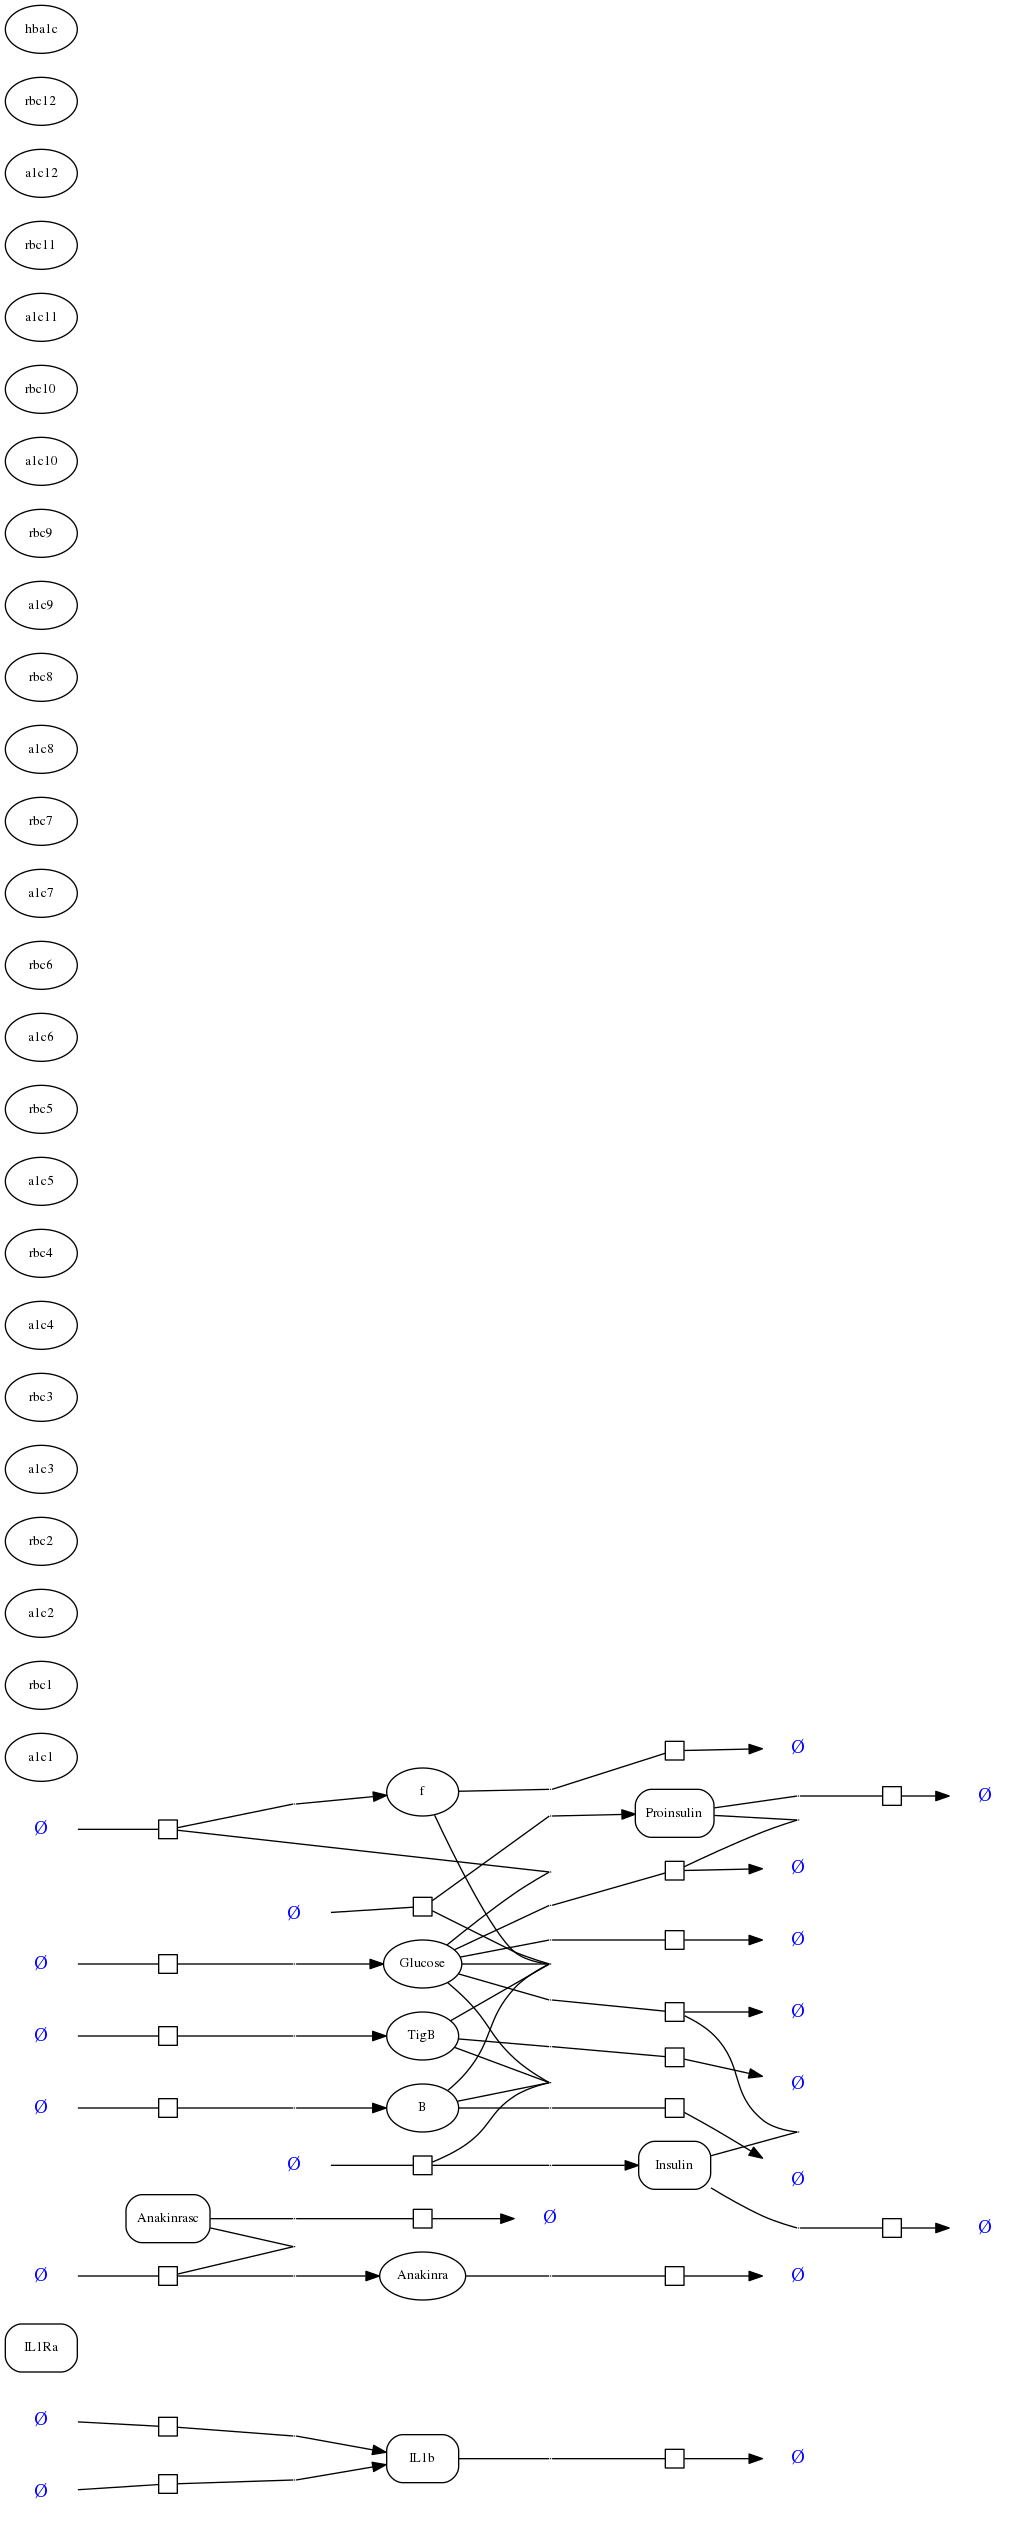 hba1c
rbc12
a1c12
rbc11
a1c11
rbc10
a1c10
rbc9
a1c9
rbc8
a1c8
rbc7
a1c7
rbc6
a1c6
rbc5
a1c5
rbc4
a1c4
rbc3
a1c3
rbc2
a1c2
rbc1
a1c1
Ø
f
Ø
Proinsulin
Ø
Ø
Ø
Ø
Ø
Ø
Glucose
Ø
Ø
TigB
Ø
Ø
B
Ø
Insulin
Ø
Anakinrasc
Ø
Ø
Ø
Anakinra
Ø
IL1Ra
Ø
IL1b
Ø
Ø